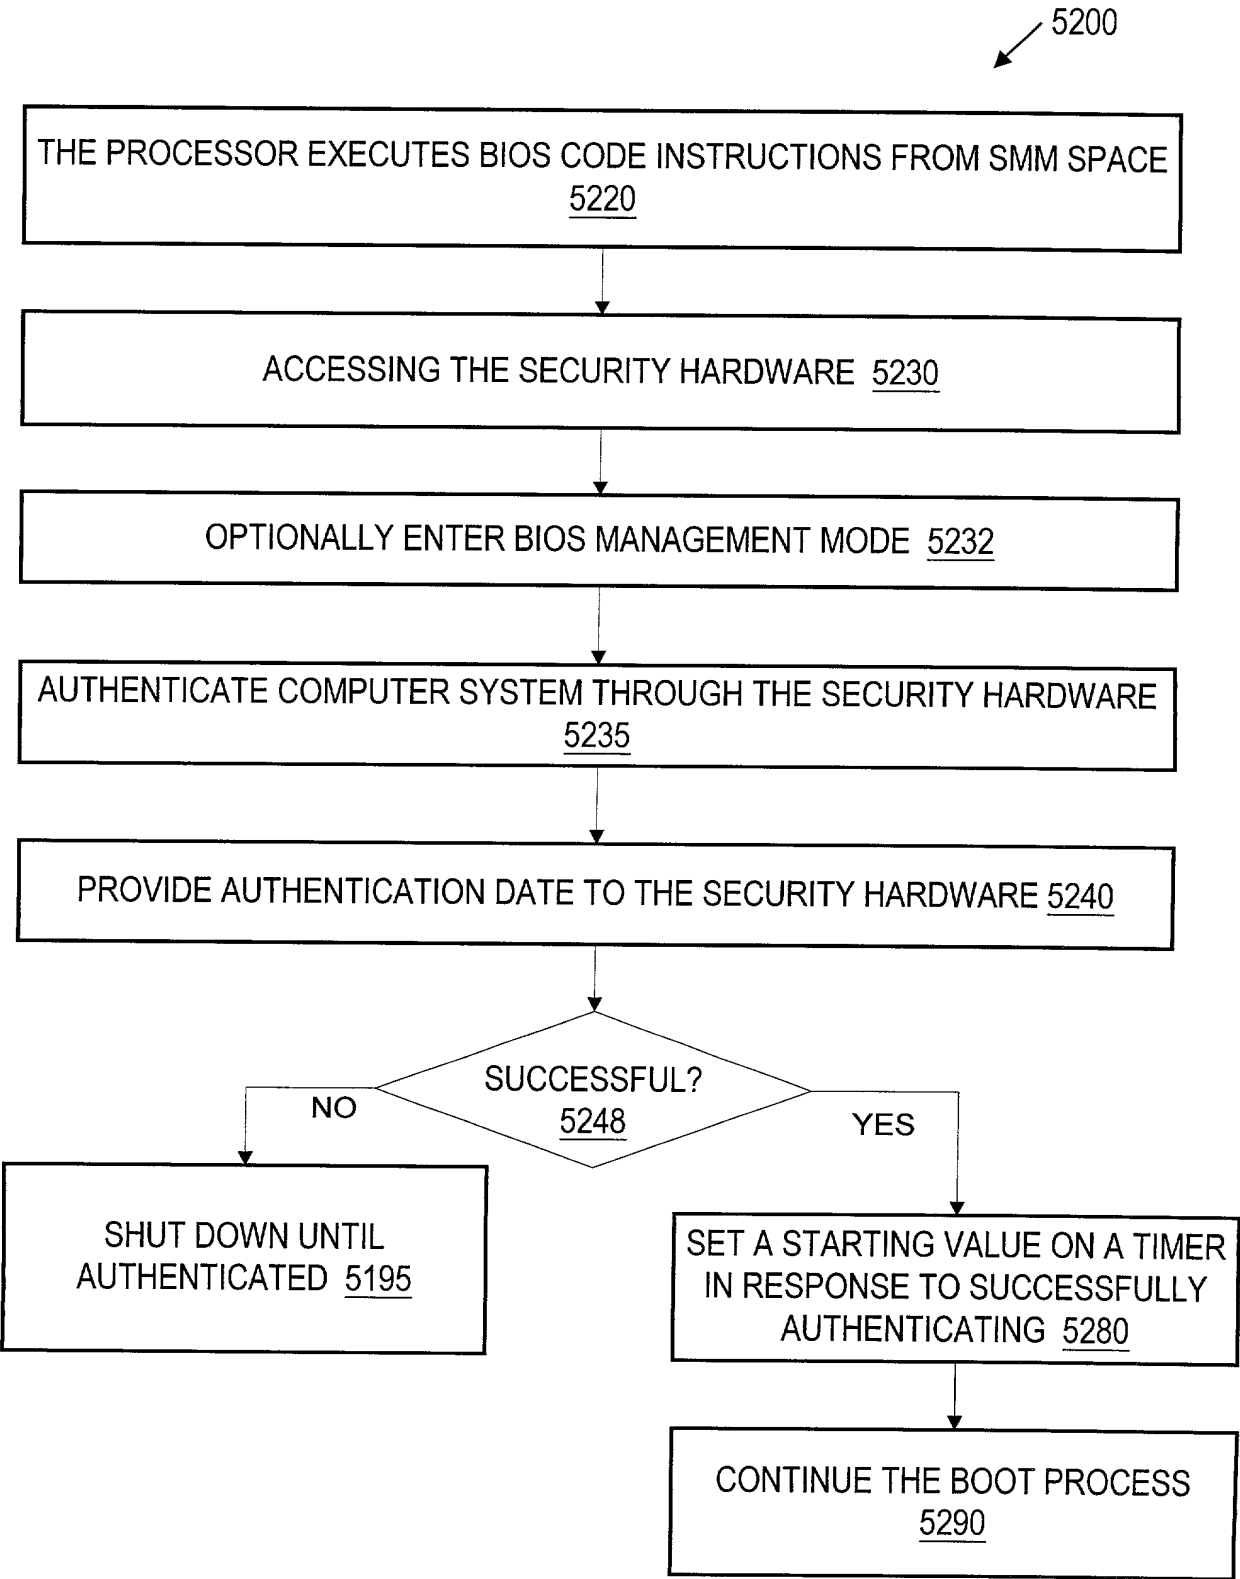 5200
THE PROCESSOR EXECUTES BIOS CODE INSTRUCTIONS FROM SMM SPACE
5220
ACCESSING THE SECURITY HARDWARE 5230
OPTIONALLY ENTER BIOS MANAGEMENT MODE 5232
AUTHENTICATE COMPUTER SYSTEM THROUGH THE SECURITY HARDWARE
5235
PROVIDE AUTHENTICATION DATE TO THE SECURITY HARDWARE 5240
SUCCESSFUL?
5248
NO
YES
SHUT DOWN UNTIL
AUTHENTICATED 5195
SET A STARTING VALUE ON A TIMER
IN RESPONSE TO SUCCESSFULLY
AUTHENTICATING 5280
CONTINUE THE BOOT PROCESS
5290